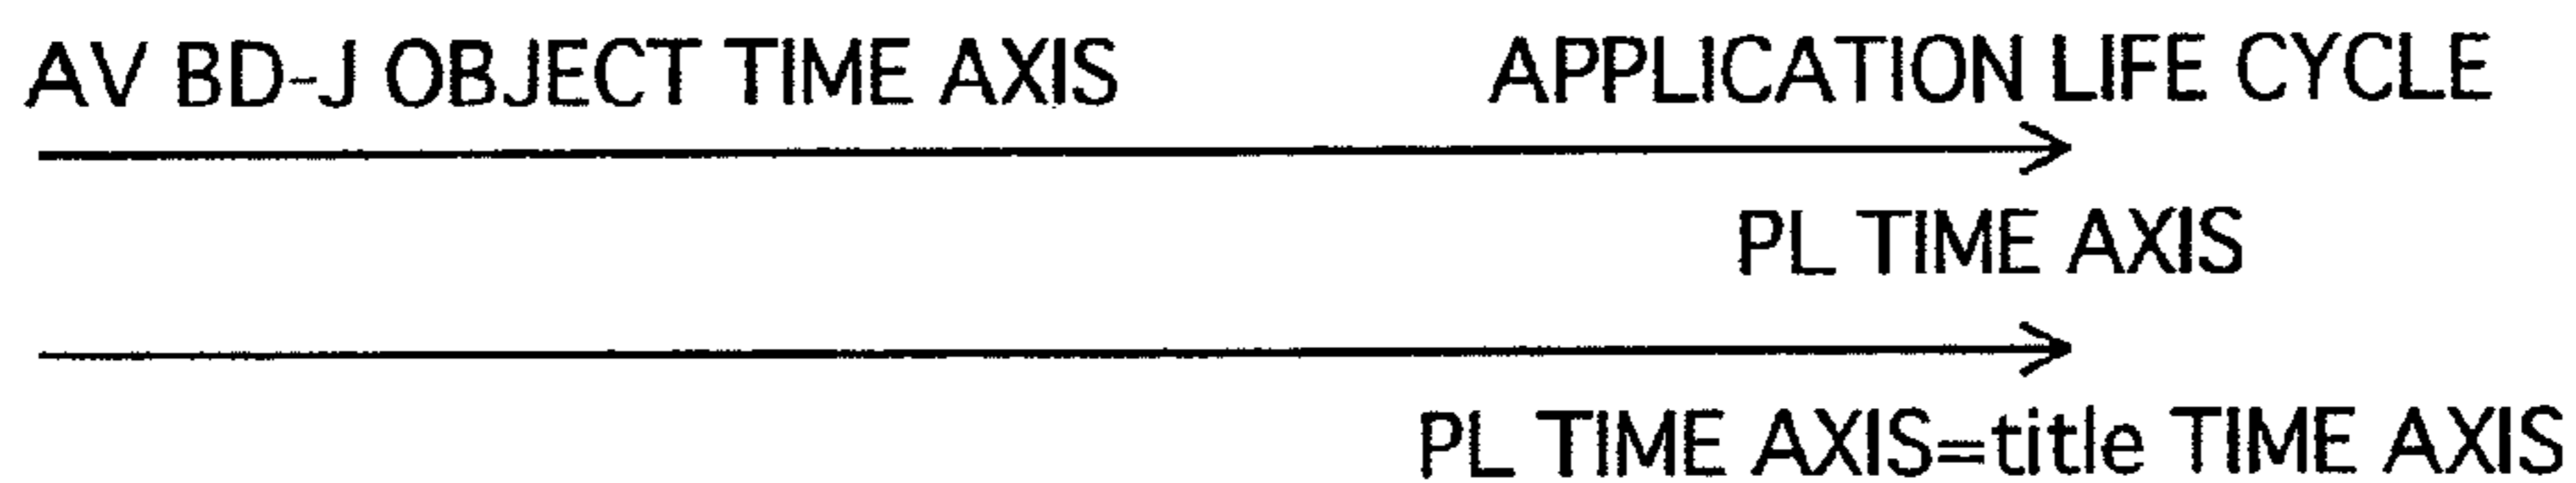 AV BD-J OBJECT TIME AXIS
APPLICATION LIFE CYCLE
PL TIME AXIS
PL TIME AXIS=title TIME AXIS